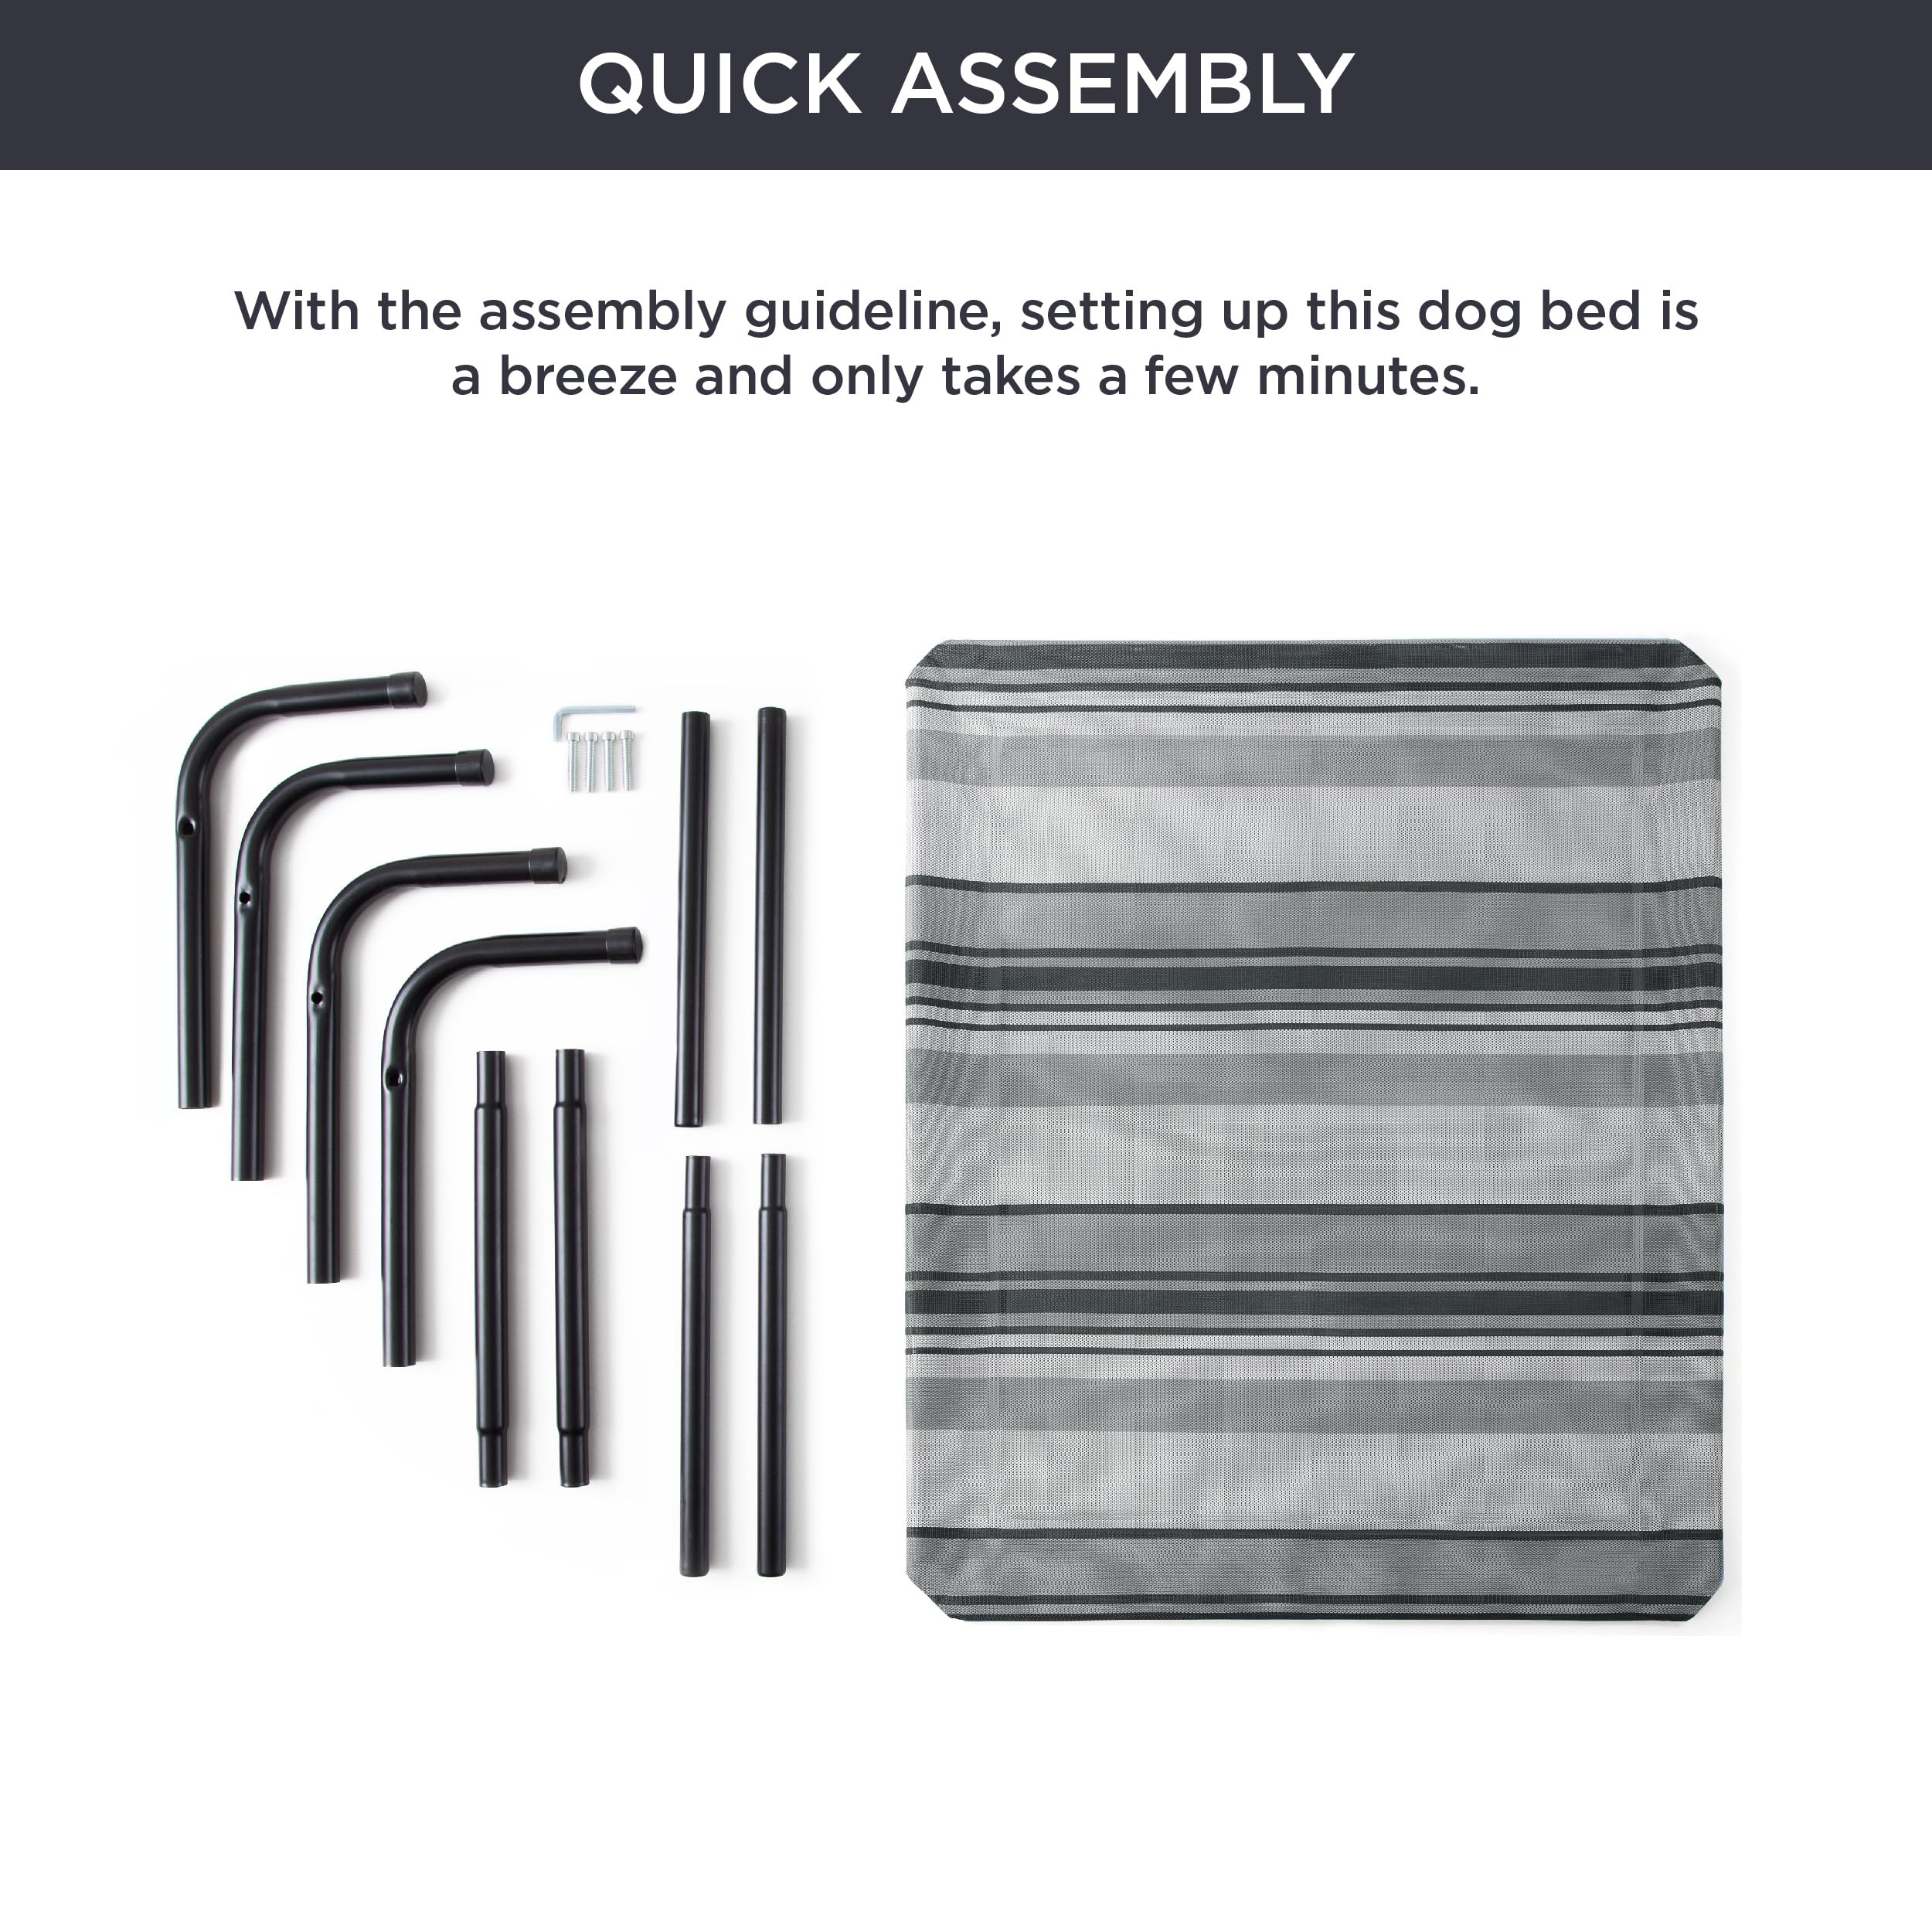 QUICK ASSEMBLY
With the assembly guideline, setting up this dog bed is
a breeze and only takes a few minutes.